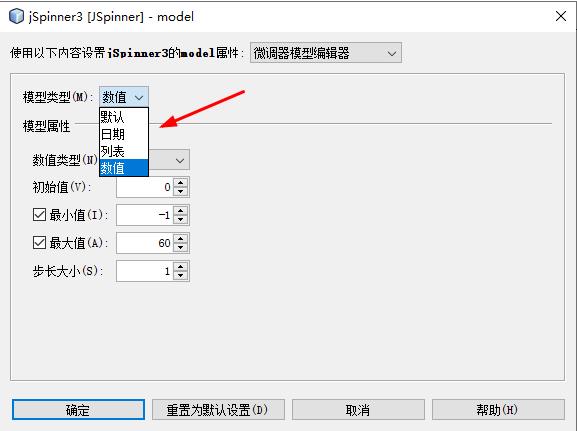 jSpinner3 [JSpinner] - model
使用以下内容设置jSpinner3的model属性: 微调器模型编辑器
模型类型(M): 数值
默认
日期
列表
数值
模型属性
数值类型(N)
初始值(V): 0
最小值(I): -1
最大值(A): 60
步长大小(S): 1
确定 重置为默认设置(D) 取消 帮助(H)